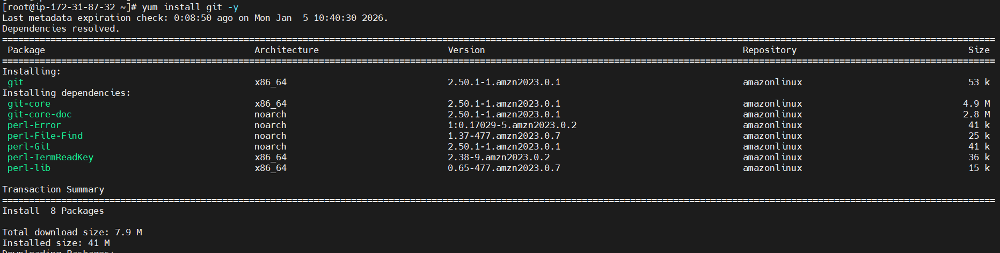 [root@ip-172-31-87-32 ~]# yum install git -y
Last metadata expiration check: 0:08:50 ago on Mon Jan  5 10:40:30 2026.
Dependencies resolved.
Package Architecture Version Repository Size
Installing:
git x86_64 2.50.1-1.amzn2023.0.1 amazonlinux 53 k
Installing dependencies:
git-core x86_64 2.50.1-1.amzn2023.0.1 amazonlinux 4.9 M
git-core-doc noarch 2.50.1-1.amzn2023.0.1 amazonlinux 2.8 M
perl-Error noarch 1:0.17029-5.amzn2023.0.2 amazonlinux 41 k
perl-File-Find noarch 1.37-477.amzn2023.0.7 amazonlinux 25 k
perl-Git noarch 2.50.1-1.amzn2023.0.1 amazonlinux 41 k
perl-TermReadKey x86_64 2.38-9.amzn2023.0.2 amazonlinux 36 k
perl-lib x86_64 0.65-477.amzn2023.0.7 amazonlinux 15 k
Transaction Summary
Install  8 Packages
Total download size: 7.9 M
Installed size: 41 M
Downloading Packages: